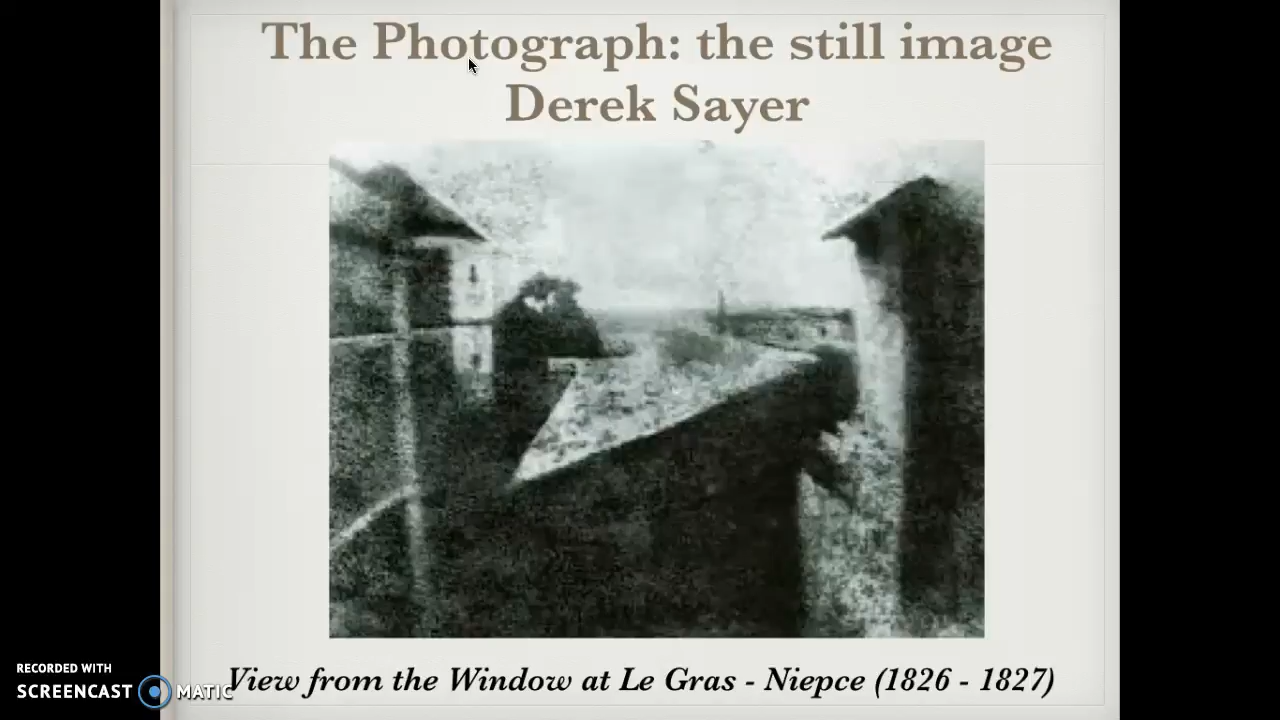 The Photograph: the still image
Derek Sayer
View from the Window at Le Gras - Niepce (1826 - 1827)
RECORDED WITH
SCREENCAST MATIC